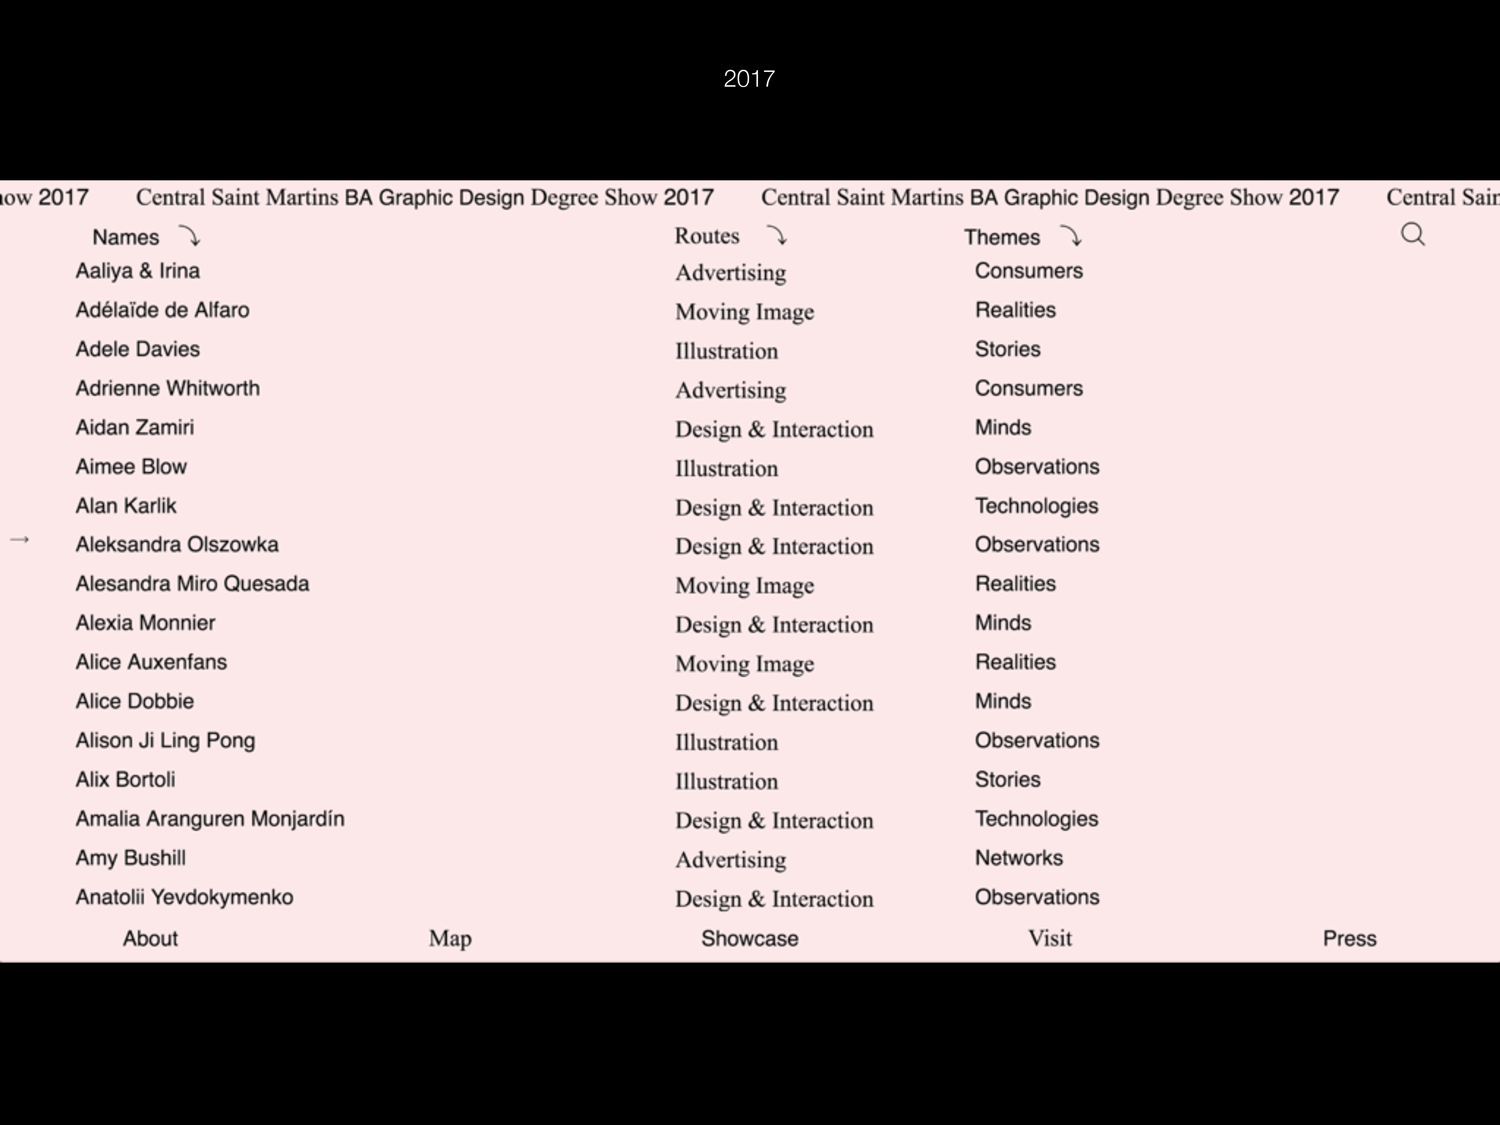 2017
how 2017 Central Saint Martins BA Graphic Design Degree Show 2017 Central Saint Martins BA Graphic Design Degree Show 2017 Central Sain
Names Routes Themes
Aaliya & Irina Advertising Consumers
Adélaïde de Alfaro Moving Image Realities
Adele Davies Illustration Stories
Adrienne Whitworth Advertising Consumers
Aidan Zamiri Design & Interaction Minds
Aimee Blow Illustration Observations
Alan Karlik Design & Interaction Technologies
→ Aleksandra Olszowka Design & Interaction Observations
Alesandra Miro Quesada Moving Image Realities
Alexia Monnier Design & Interaction Minds
Alice Auxenfans Moving Image Realities
Alice Dobbie Design & Interaction Minds
Alison Ji Ling Pong Illustration Observations
Alix Bortoli Illustration Stories
Amalia Aranguren Monjardín Design & Interaction Technologies
Amy Bushill Advertising Networks
Anatolii Yevdokymenko Design & Interaction Observations
About Map Showcase Visit Press